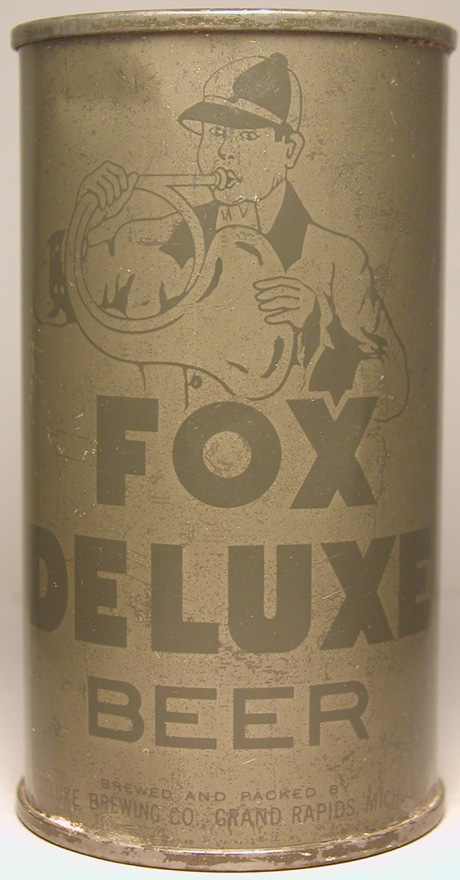 MV
FOX
DELUXE
BEER
BREWED AND PACKED BY
BREWING CO., GRAND RAPIDS, MICH